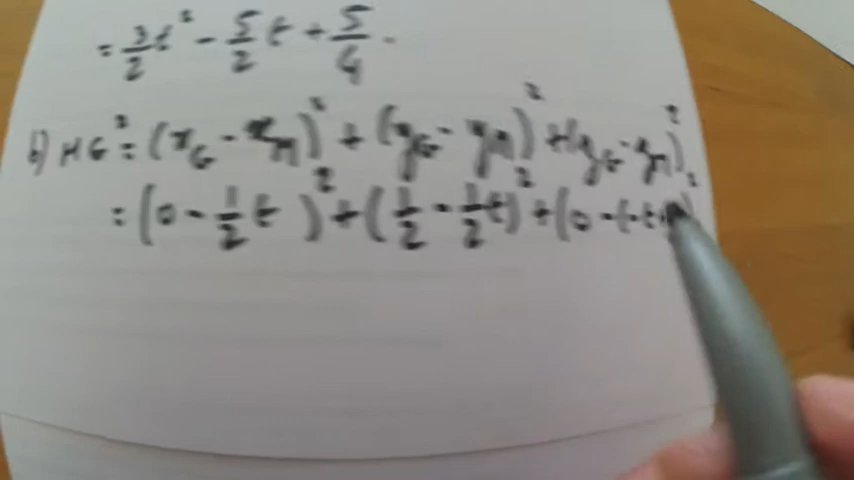 = 3/2 t² - 5/2 t + 5/4.
b) MG² = (x_G - x_M)² + (y_G - y_M)² + (z_G - z_M)²
= (0 - 1/2 t)² + (1/2 - 1/2 t)² + (0 - (-t+